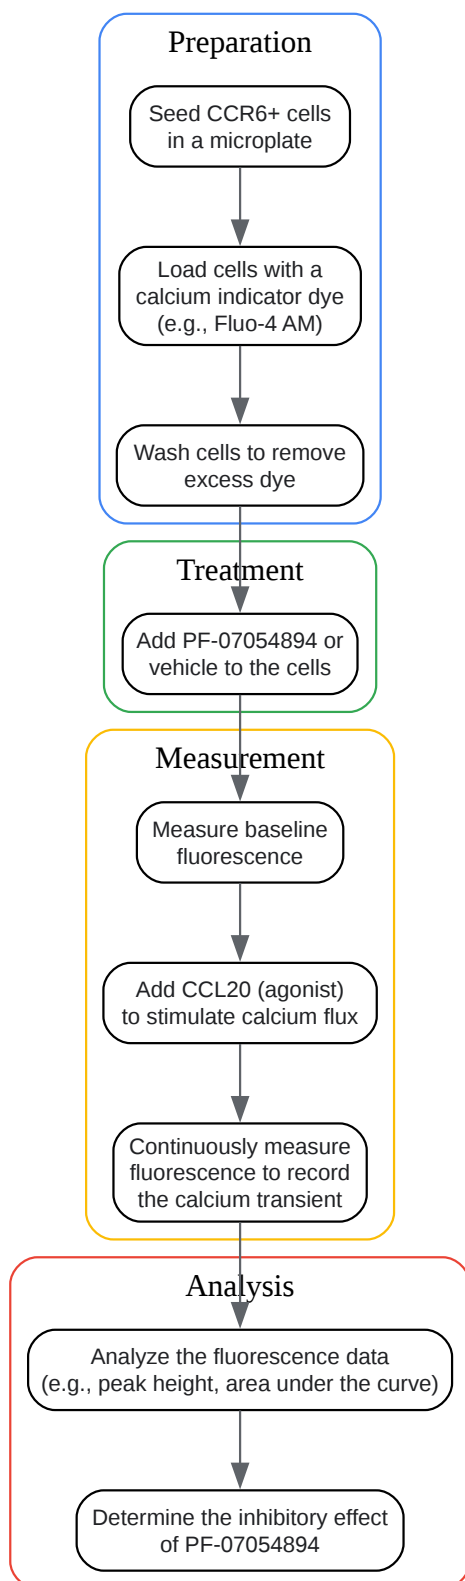 Preparation
Seed CCR6+ cells
in a microplate
Load cells with a
calcium indicator dye
(e.g., Fluo-4 AM)
Wash cells to remove
excess dye
Treatment
Add PF-07054894 or
vehicle to the cells
Measurement
Measure baseline
fluorescence
Add CCL20 (agonist)
to stimulate calcium flux
Continuously measure
fluorescence to record
the calcium transient
Analysis
Analyze the fluorescence data
(e.g., peak height, area under the curve)
Determine the inhibitory effect
of PF-07054894